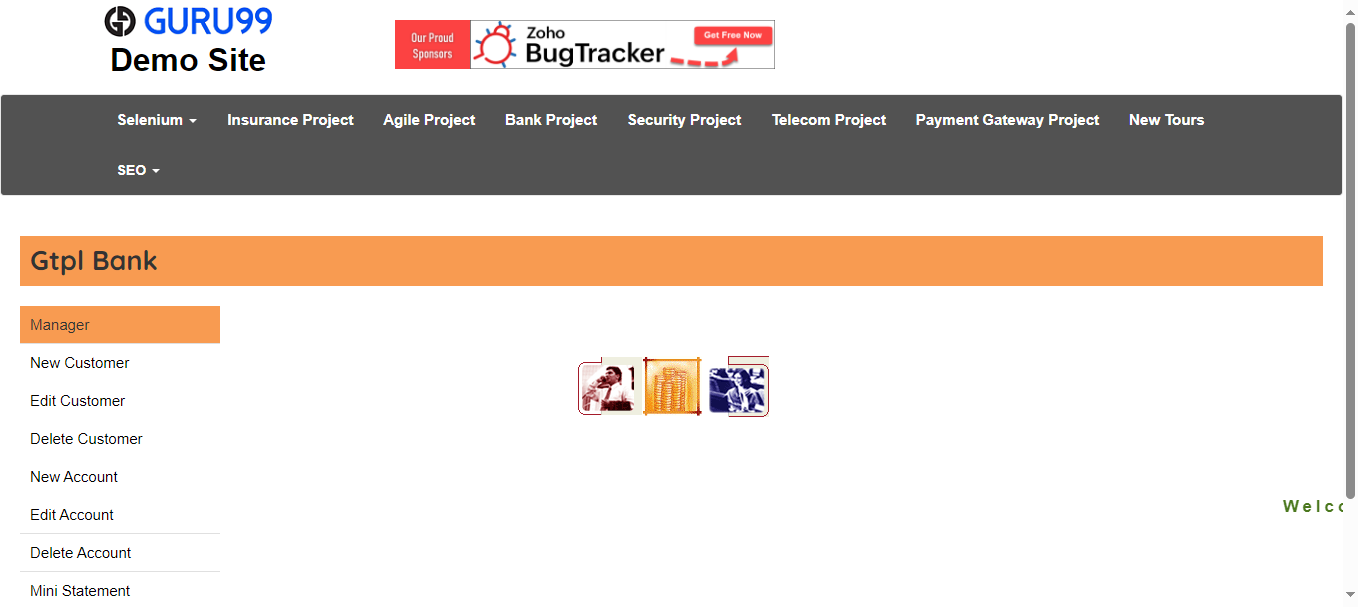 GURU99
Demo Site
Our Proud
Sponsors
Zoho
BugTracker
Get Free Now
Selenium
Insurance Project
Agile Project
Bank Project
Security Project
Telecom Project
Payment Gateway Project
New Tours
SEO
Gtpl Bank
Manager
New Customer
Edit Customer
Delete Customer
New Account
Edit Account
Welc
Delete Account
Mini Statement